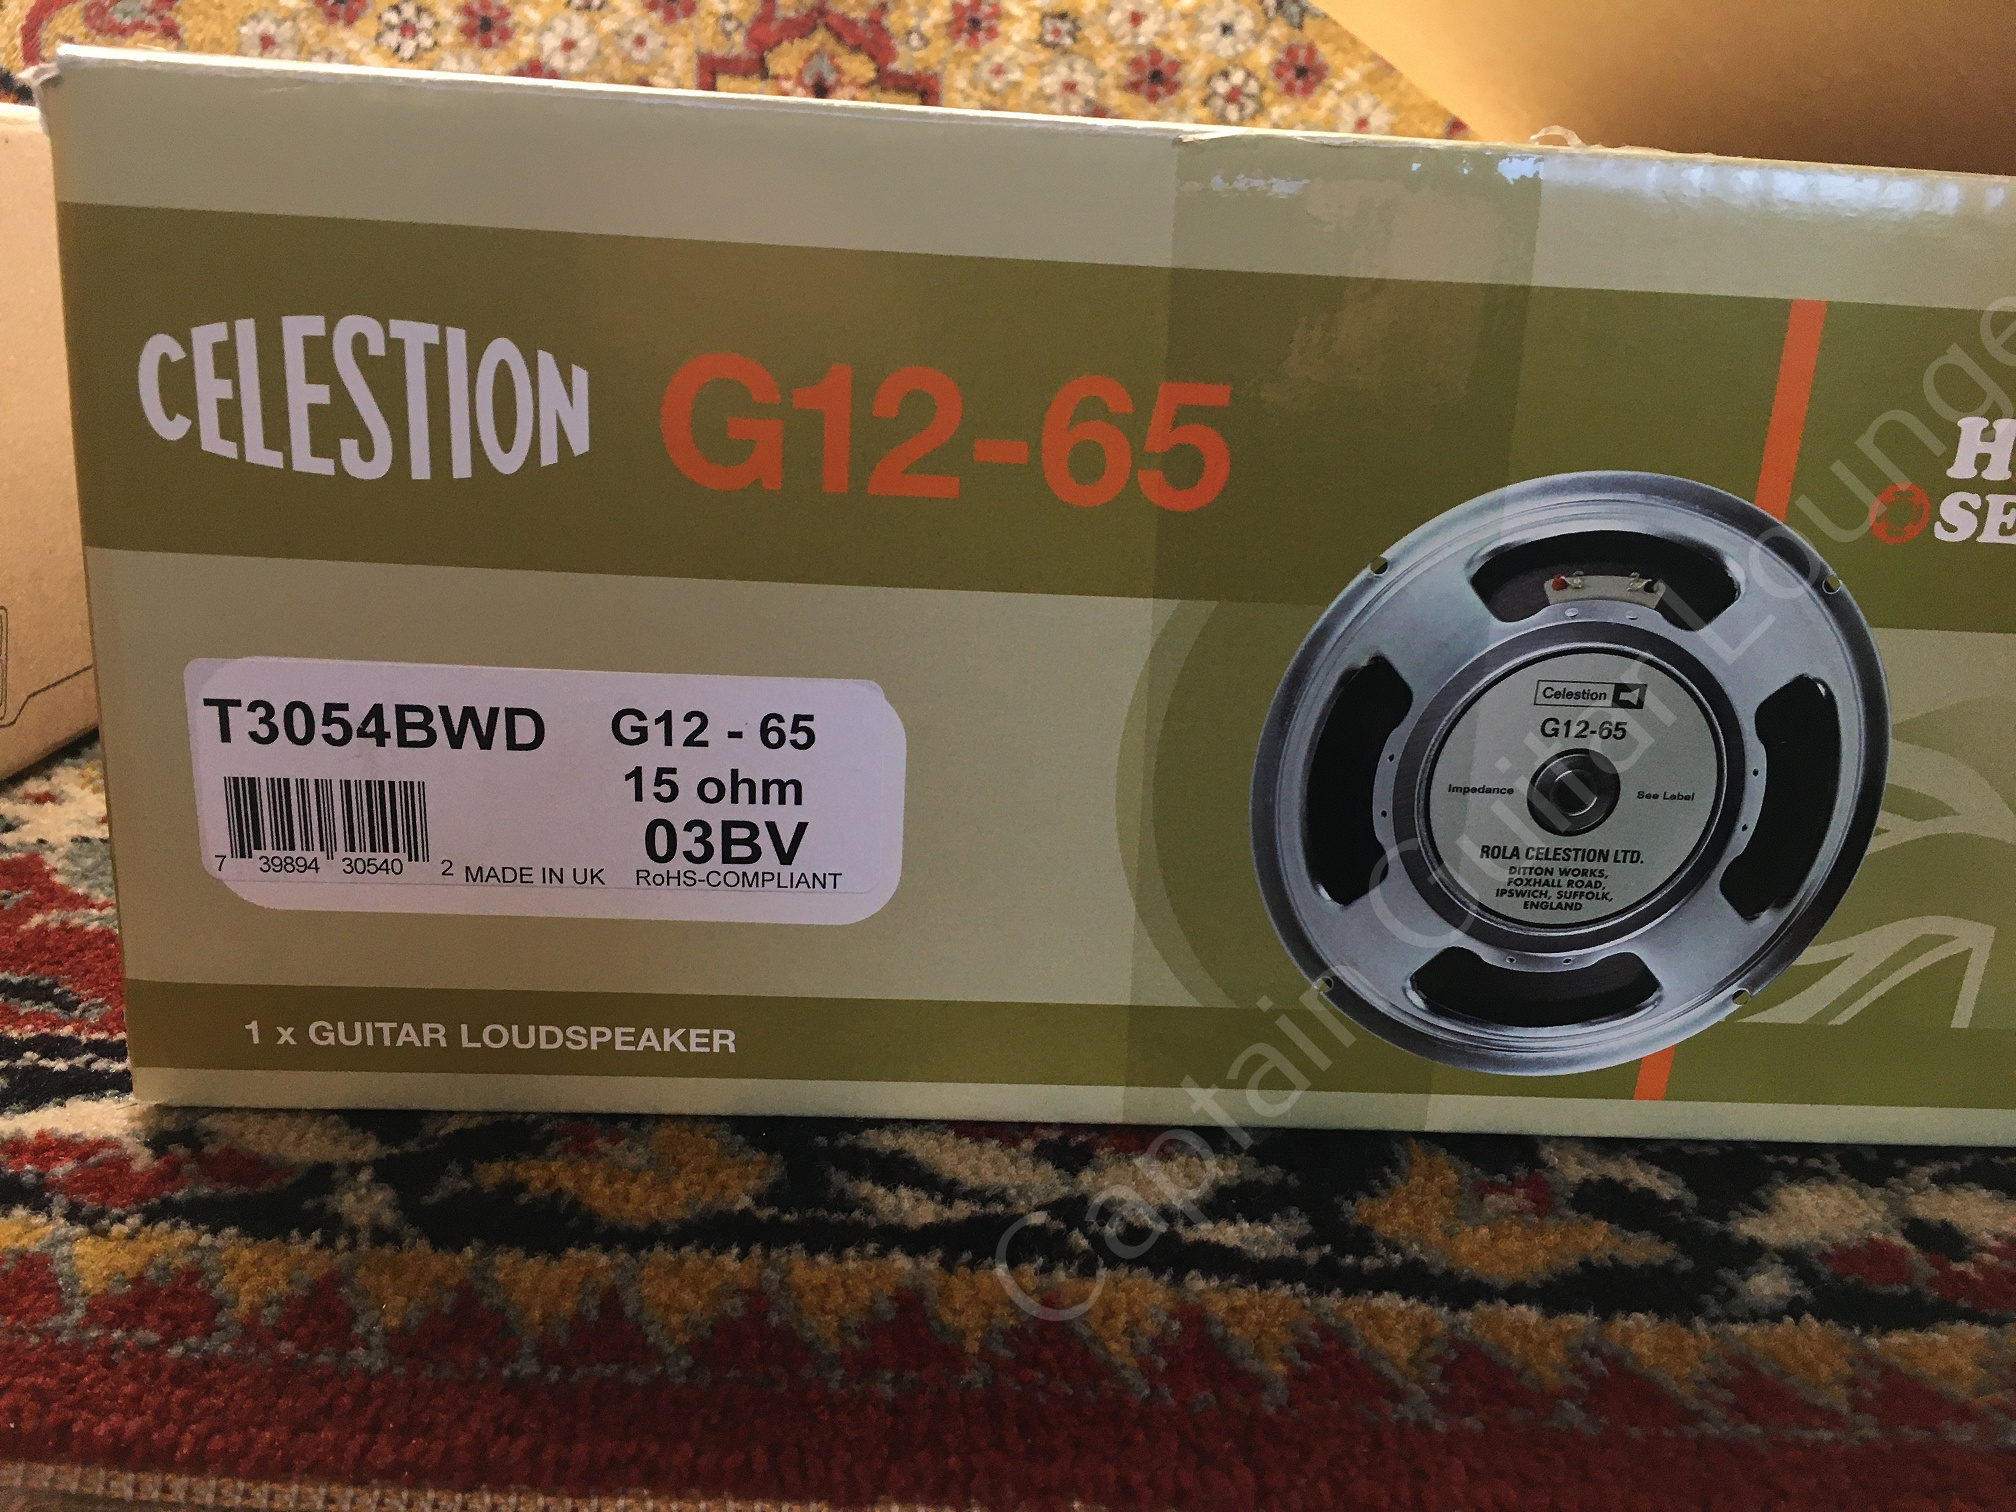 CELESTION G12-65
H
SE
T3054BWD G12 - 65
15 ohm
03BV
7 39894 30540 2 MADE IN UK RoHS-COMPLIANT
1 x GUITAR LOUDSPEAKER
Celestion
G12-65
Impedance See Label
ROLA CELESTION LTD.
DITTON WORKS,
FOXHALL ROAD,
IPSWICH, SUFFOLK,
ENGLAND
Captain Guitar Lounge